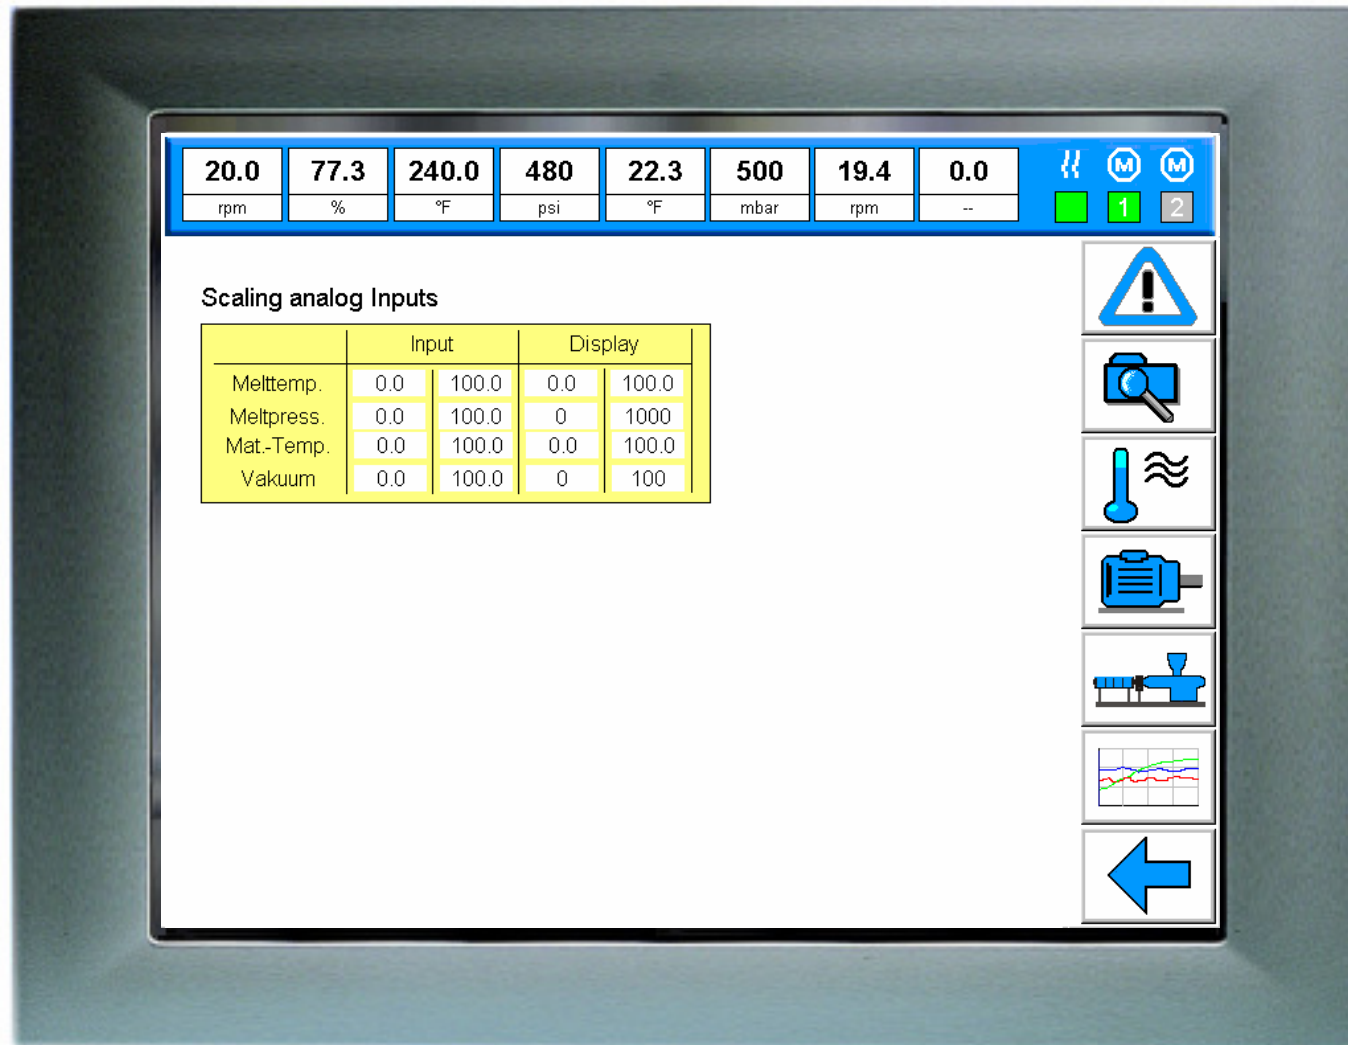 20.0 77.3 240.0 480 22.3 500 19.4 0.0 M M
rpm % °F psi °F mbar rpm -- 1 2
Scaling analog Inputs
Input Display
Melttemp. 0.0 100.0 0.0 100.0
Meltpress. 0.0 100.0 0 1000
Mat.-Temp. 0.0 100.0 0.0 100.0
Vakuum 0.0 100.0 0 100